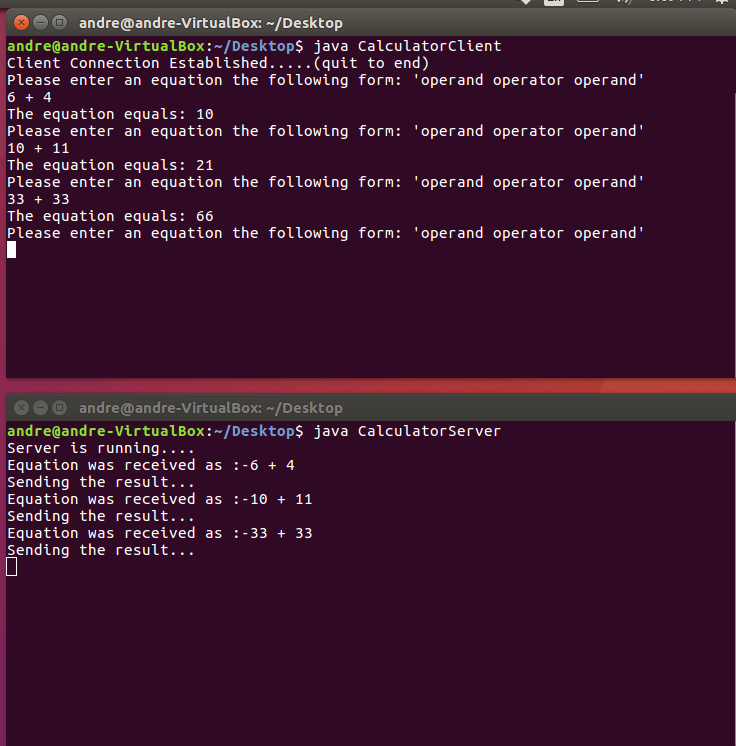 andre@andre-VirtualBox: ~/Desktop
andre@andre-VirtualBox:~/Desktop$ java CalculatorClient
Client Connection Established.....(quit to end)
Please enter an equation the following form: 'operand operator operand'
6 + 4
The equation equals: 10
Please enter an equation the following form: 'operand operator operand'
10 + 11
The equation equals: 21
Please enter an equation the following form: 'operand operator operand'
33 + 33
The equation equals: 66
Please enter an equation the following form: 'operand operator operand'
andre@andre-VirtualBox: ~/Desktop
andre@andre-VirtualBox:~/Desktop$ java CalculatorServer
Server is running....
Equation was received as :-6 + 4
Sending the result...
Equation was received as :-10 + 11
Sending the result...
Equation was received as :-33 + 33
Sending the result...